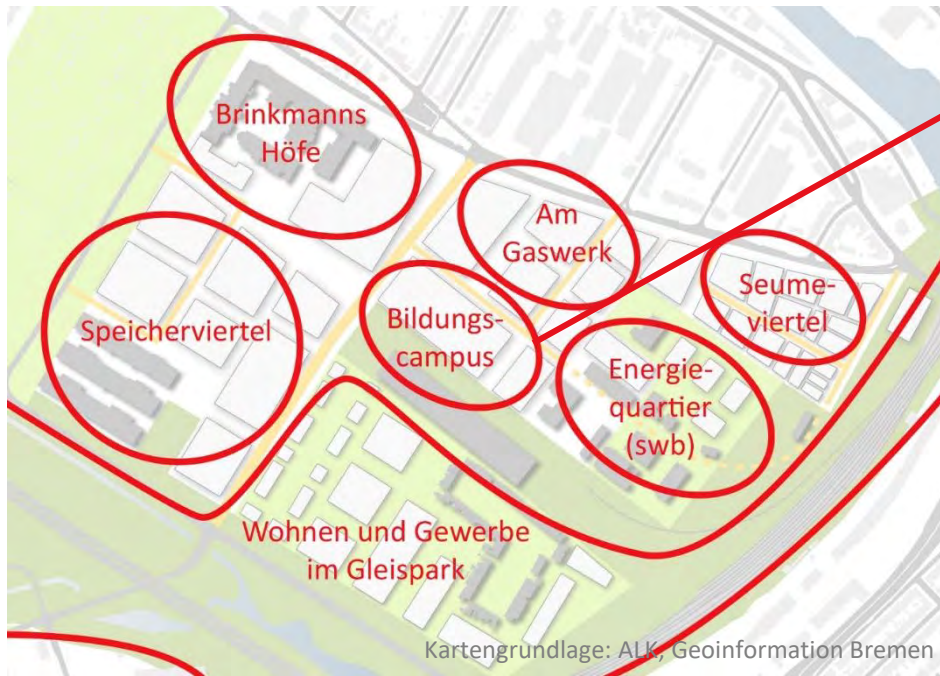 Brinkmanns
Höfe
Am
Gaswerk
Seume-
viertel
Speicherviertel
Bildungs-
campus
Energie-
quartier
(swb)
Wohnen und Gewerbe
im Gleispark
Kartengrundlage: ALK, Geoinformation Bremen